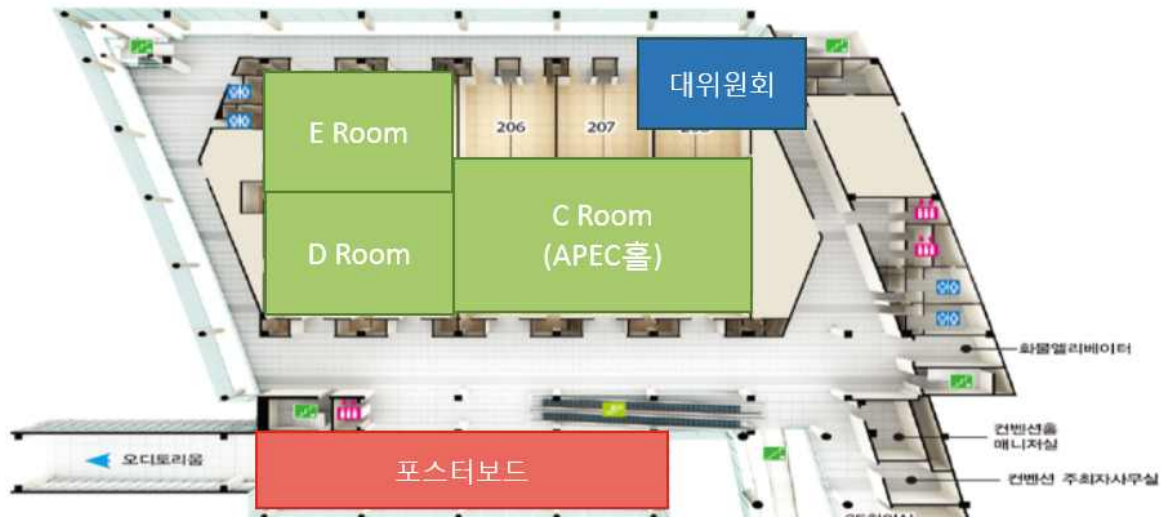 대위원회
E Room
206
207
C Room
(APEC홀)
D Room
화물엘리베이터
컨벤션홀
매니저실
오디토리움
포스터보드
컨벤션 주최자사무실